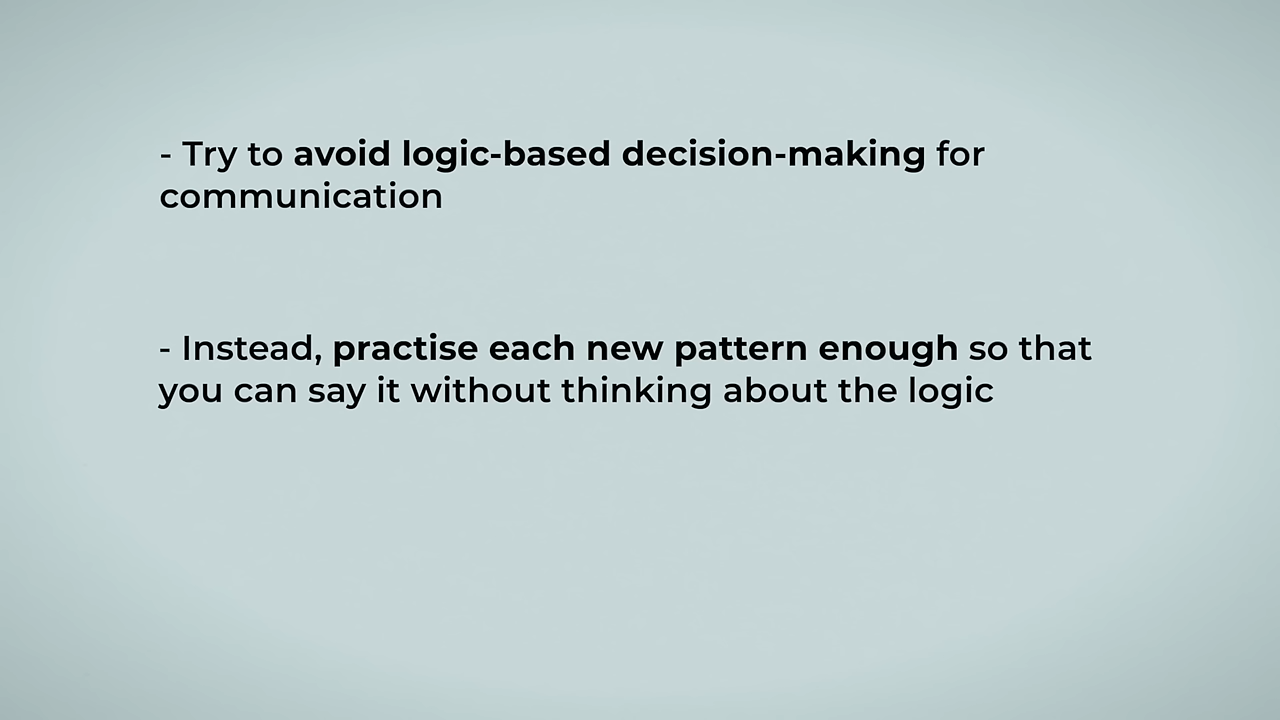 - Try to avoid logic-based decision-making for
communication
- Instead, practise each new pattern enough so that
you can say it without thinking about the logic